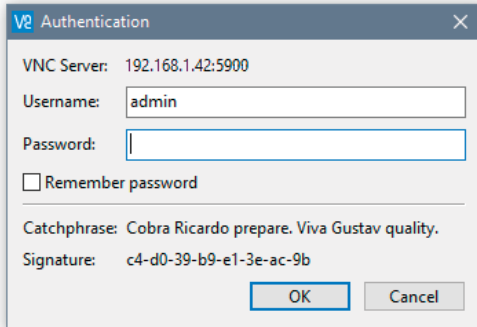 V2 Authentication
VNC Server: 192.168.1.42:5900
Username: admin
Password:
Remember password
Catchphrase: Cobra Ricardo prepare. Viva Gustav quality.
Signature: c4-d0-39-b9-e1-3e-ac-9b
OK Cancel